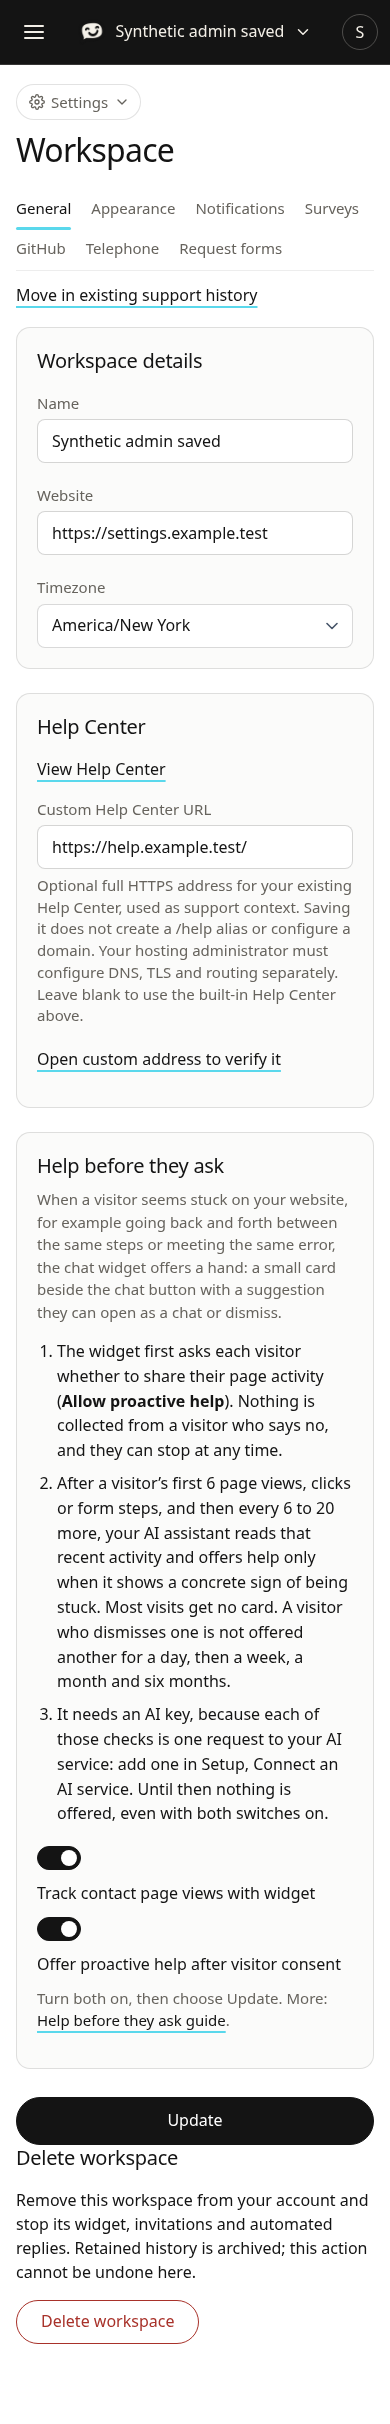 Synthetic admin saved
S
Settings
Workspace
General Appearance Notifications Surveys
GitHub Telephone Request forms
Move in existing support history
Workspace details
Name
Synthetic admin saved
Website
https://settings.example.test
Timezone
America/New York
Help Center
View Help Center
Custom Help Center URL
https://help.example.test/
Optional full HTTPS address for your existing
Help Center, used as support context. Saving
it does not create a /help alias or configure a
domain. Your hosting administrator must
configure DNS, TLS and routing separately.
Leave blank to use the built-in Help Center
above.
Open custom address to verify it
Help before they ask
When a visitor seems stuck on your website,
for example going back and forth between
the same steps or meeting the same error,
the chat widget offers a hand: a small card
beside the chat button with a suggestion
they can open as a chat or dismiss.
1. The widget first asks each visitor
whether to share their page activity
(Allow proactive help). Nothing is
collected from a visitor who says no,
and they can stop at any time.
2. After a visitor’s first 6 page views, clicks
or form steps, and then every 6 to 20
more, your AI assistant reads that
recent activity and offers help only
when it shows a concrete sign of being
stuck. Most visits get no card. A visitor
who dismisses one is not offered
another for a day, then a week, a
month and six months.
3. It needs an AI key, because each of
those checks is one request to your AI
service: add one in Setup, Connect an
AI service. Until then nothing is
offered, even with both switches on.
Track contact page views with widget
Offer proactive help after visitor consent
Turn both on, then choose Update. More:
Help before they ask guide.
Update
Delete workspace
Remove this workspace from your account and
stop its widget, invitations and automated
replies. Retained history is archived; this action
cannot be undone here.
Delete workspace